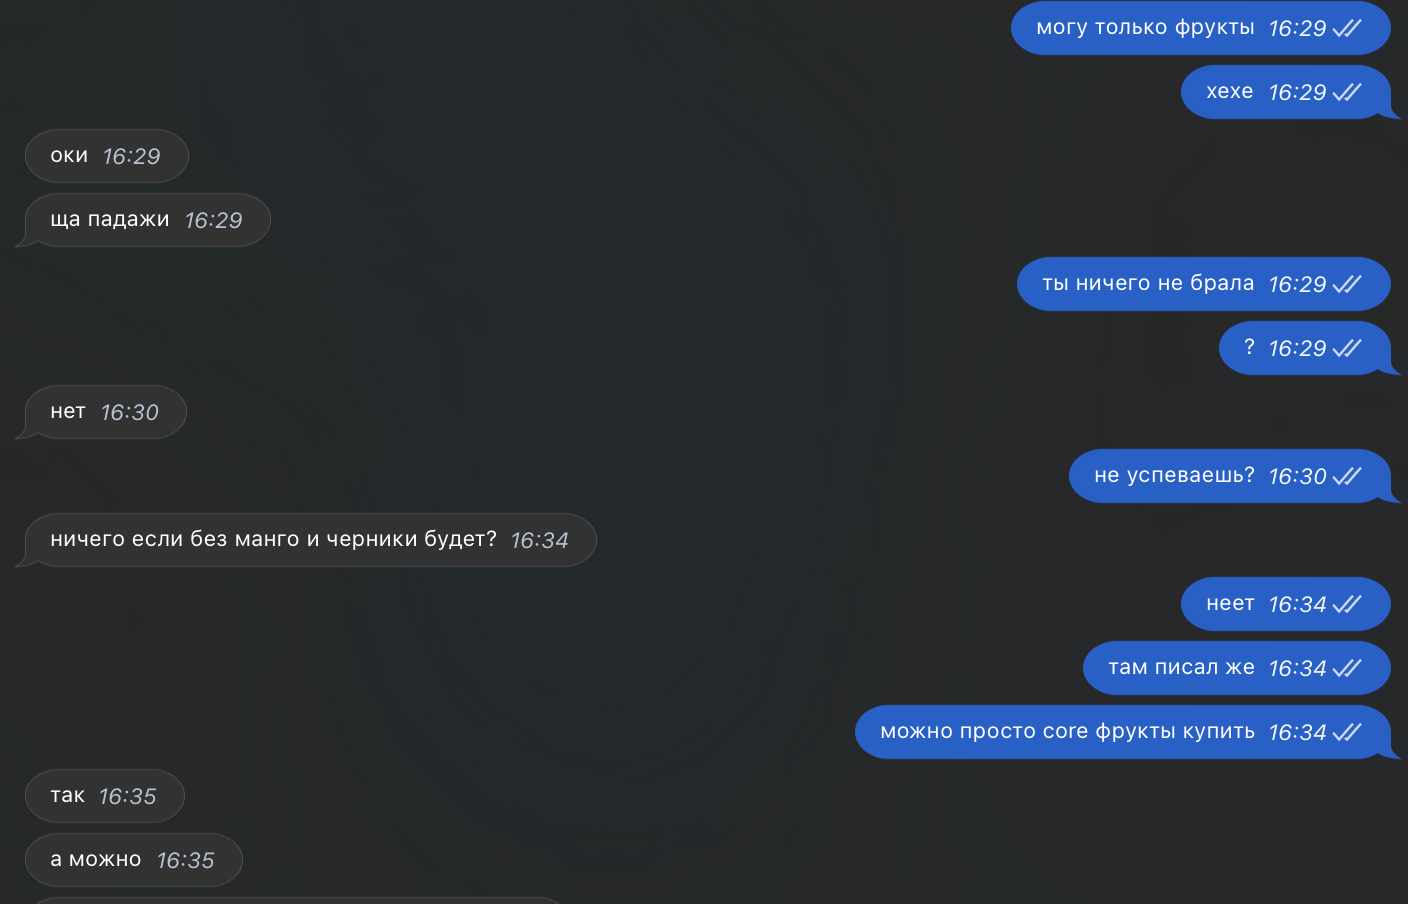 могу только фрукты 16:29
хехе 16:29
оки 16:29
ща падажи 16:29
ты ничего не брала 16:29
? 16:29
нет 16:30
не успеваешь? 16:30
ничего если без манго и черники будет? 16:34
неет 16:34
там писал же 16:34
можно просто core фрукты купить 16:34
так 16:35
а можно 16:35